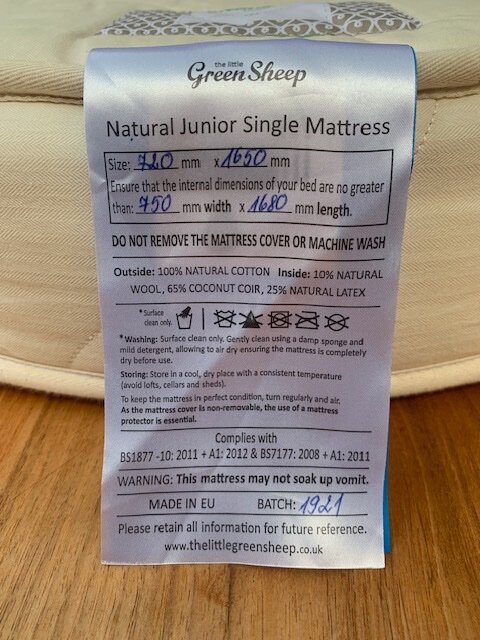 the little
Green Sheep
Natural Junior Single Mattress
Size: 720 mm x 1650 mm
Ensure that the internal dimensions of your bed are no greater
than: 750 mm width x 1680 mm length.
DO NOT REMOVE THE MATTRESS COVER OR MACHINE WASH
Outside: 100% NATURAL COTTON Inside: 10% NATURAL
WOOL, 65% COCONUT COIR, 25% NATURAL LATEX
*Surface
clean only.
*Washing: Surface clean only. Gently clean using a damp sponge and
mild detergent, allowing to air dry ensuring the mattress is completely
dry before use.
Storing: Store in a cool, dry place with a consistent temperature
(avoid lofts, cellars and sheds).
To keep the mattress in perfect condition, turn regularly and air.
As the mattress cover is non-removable, the use of a mattress
protector is essential.
Complies with
BS1877 -10: 2011 + A1: 2012 & BS7177: 2008 + A1: 2011
WARNING: This mattress may not soak up vomit.
MADE IN EU BATCH: 1921
Please retain all information for future reference.
www.thelittlegreensheep.co.uk